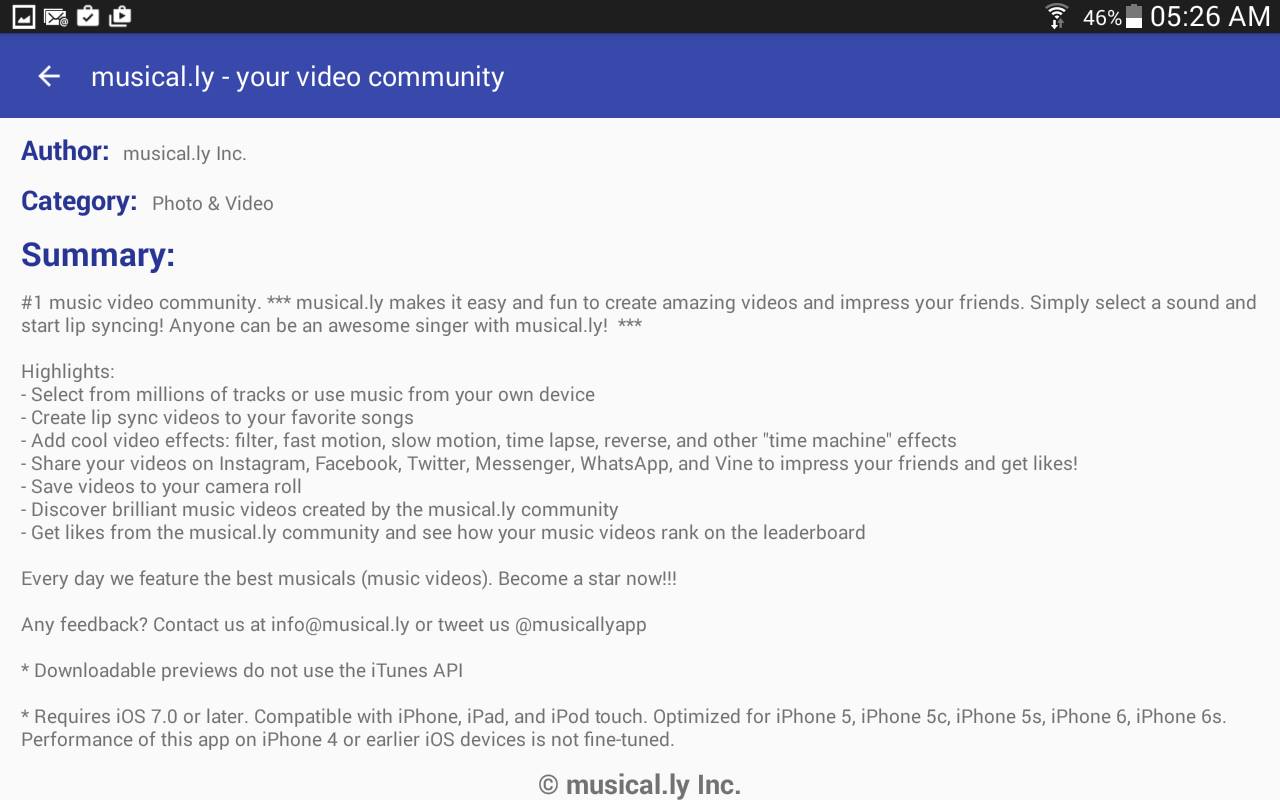 46% 05:26 AM
musical.ly - your video community
Author: musical.ly Inc.
Category: Photo & Video
Summary:
#1 music video community. *** musical.ly makes it easy and fun to create amazing videos and impress your friends. Simply select a sound and
start lip syncing! Anyone can be an awesome singer with musical.ly!  ***
Highlights:
- Select from millions of tracks or use music from your own device
- Create lip sync videos to your favorite songs
- Add cool video effects: filter, fast motion, slow motion, time lapse, reverse, and other "time machine" effects
- Share your videos on Instagram, Facebook, Twitter, Messenger, WhatsApp, and Vine to impress your friends and get likes!
- Save videos to your camera roll
- Discover brilliant music videos created by the musical.ly community
- Get likes from the musical.ly community and see how your music videos rank on the leaderboard
Every day we feature the best musicals (music videos). Become a star now!!!
Any feedback? Contact us at info@musical.ly or tweet us @musicallyapp
* Downloadable previews do not use the iTunes API
* Requires iOS 7.0 or later. Compatible with iPhone, iPad, and iPod touch. Optimized for iPhone 5, iPhone 5c, iPhone 5s, iPhone 6, iPhone 6s.
Performance of this app on iPhone 4 or earlier iOS devices is not fine-tuned.
© musical.ly Inc.